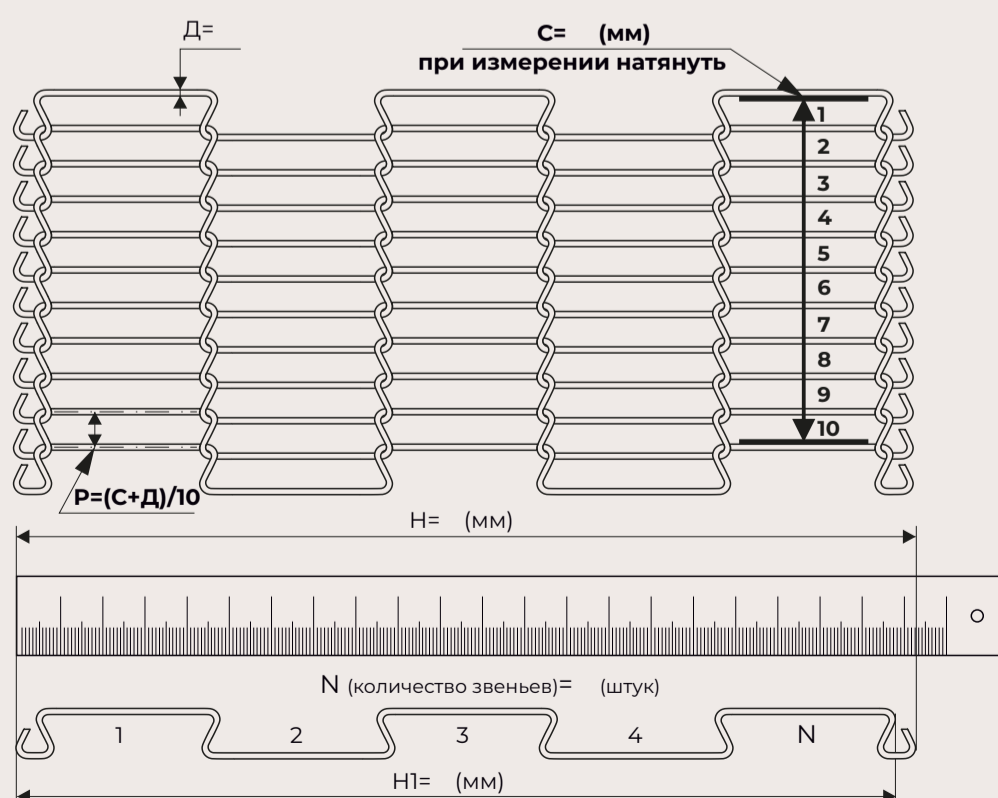 Д=
С= (мм)
при измерении натянуть
1
2
3
4
5
6
7
8
9
10
Р=(С+Д)/10
Н= (мм)
N (количество звеньев)= (штук)
1 2 3 4 N
Н1= (мм)